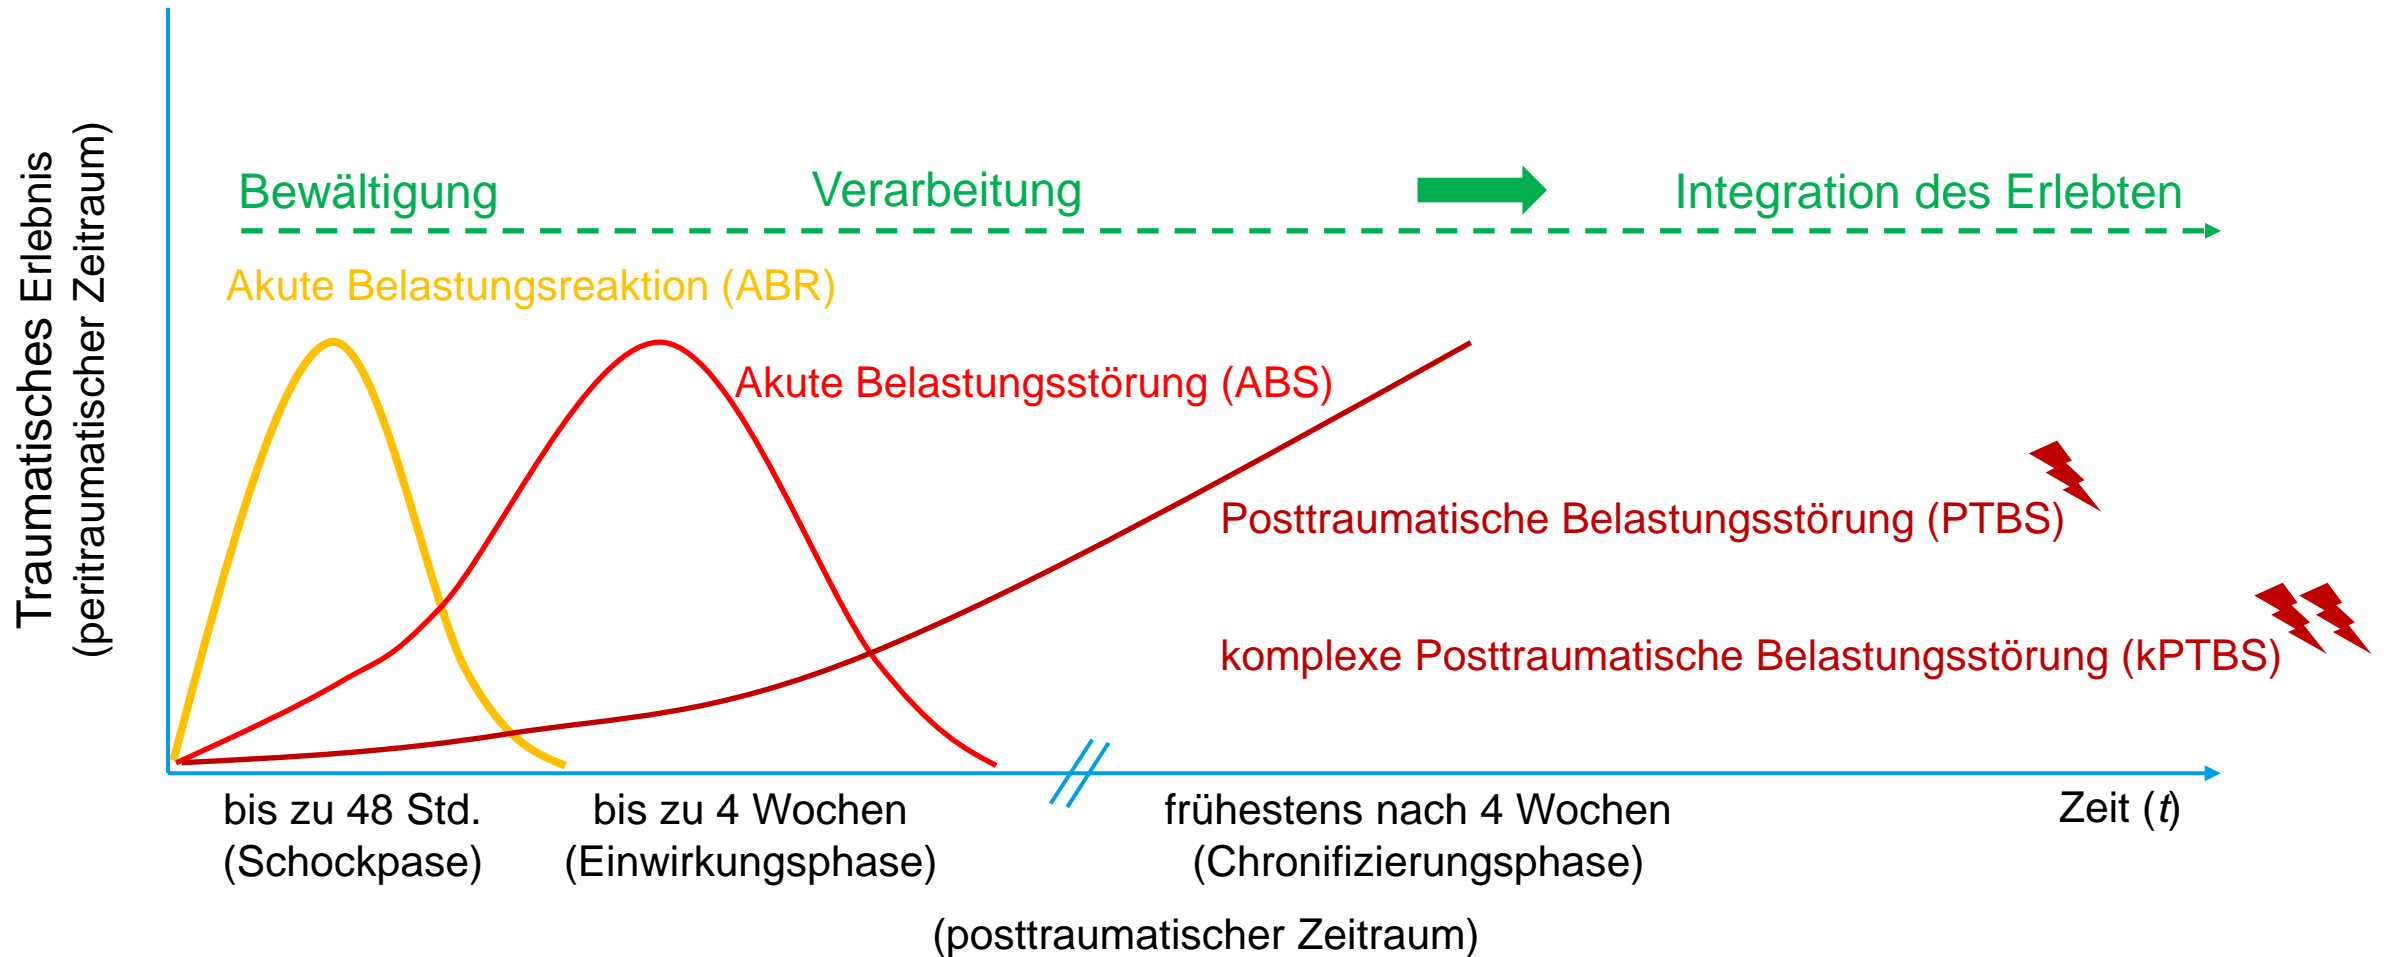 Traumatisches Erlebnis
(peritraumatischer Zeitraum)
Bewältigung
Verarbeitung
Integration des Erlebten
Akute Belastungsreaktion (ABR)
Akute Belastungsstörung (ABS)
Posttraumatische Belastungsstörung (PTBS)
komplexe Posttraumatische Belastungsstörung (kPTBS)
bis zu 48 Std.
(Schockpase)
bis zu 4 Wochen
(Einwirkungsphase)
frühestens nach 4 Wochen
(Chronifizierungsphase)
Zeit (t)
(posttraumatischer Zeitraum)